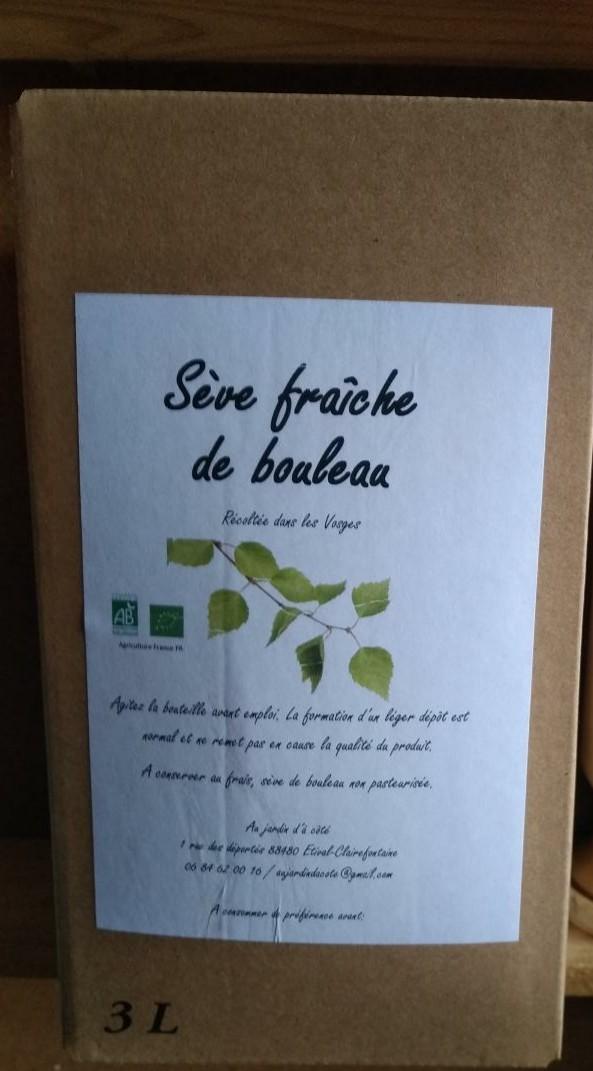 Sève fraîche
de bouleau
Récoltée dans les Vosges
AB
Agriculture France FR
Agitez la bouteille avant emploi. La formation d'un léger dépôt est
normal et ne remet pas en cause la qualité du produit.
A conserver au frais, sève de bouleau non pasteurisée.
Au jardin d'à côté
1 rue des déportés 88480 Etival-Clairefontaine
06 84 62 00 16 / aujardindacote@gmail.com
A consommer de préférence avant:
3 L